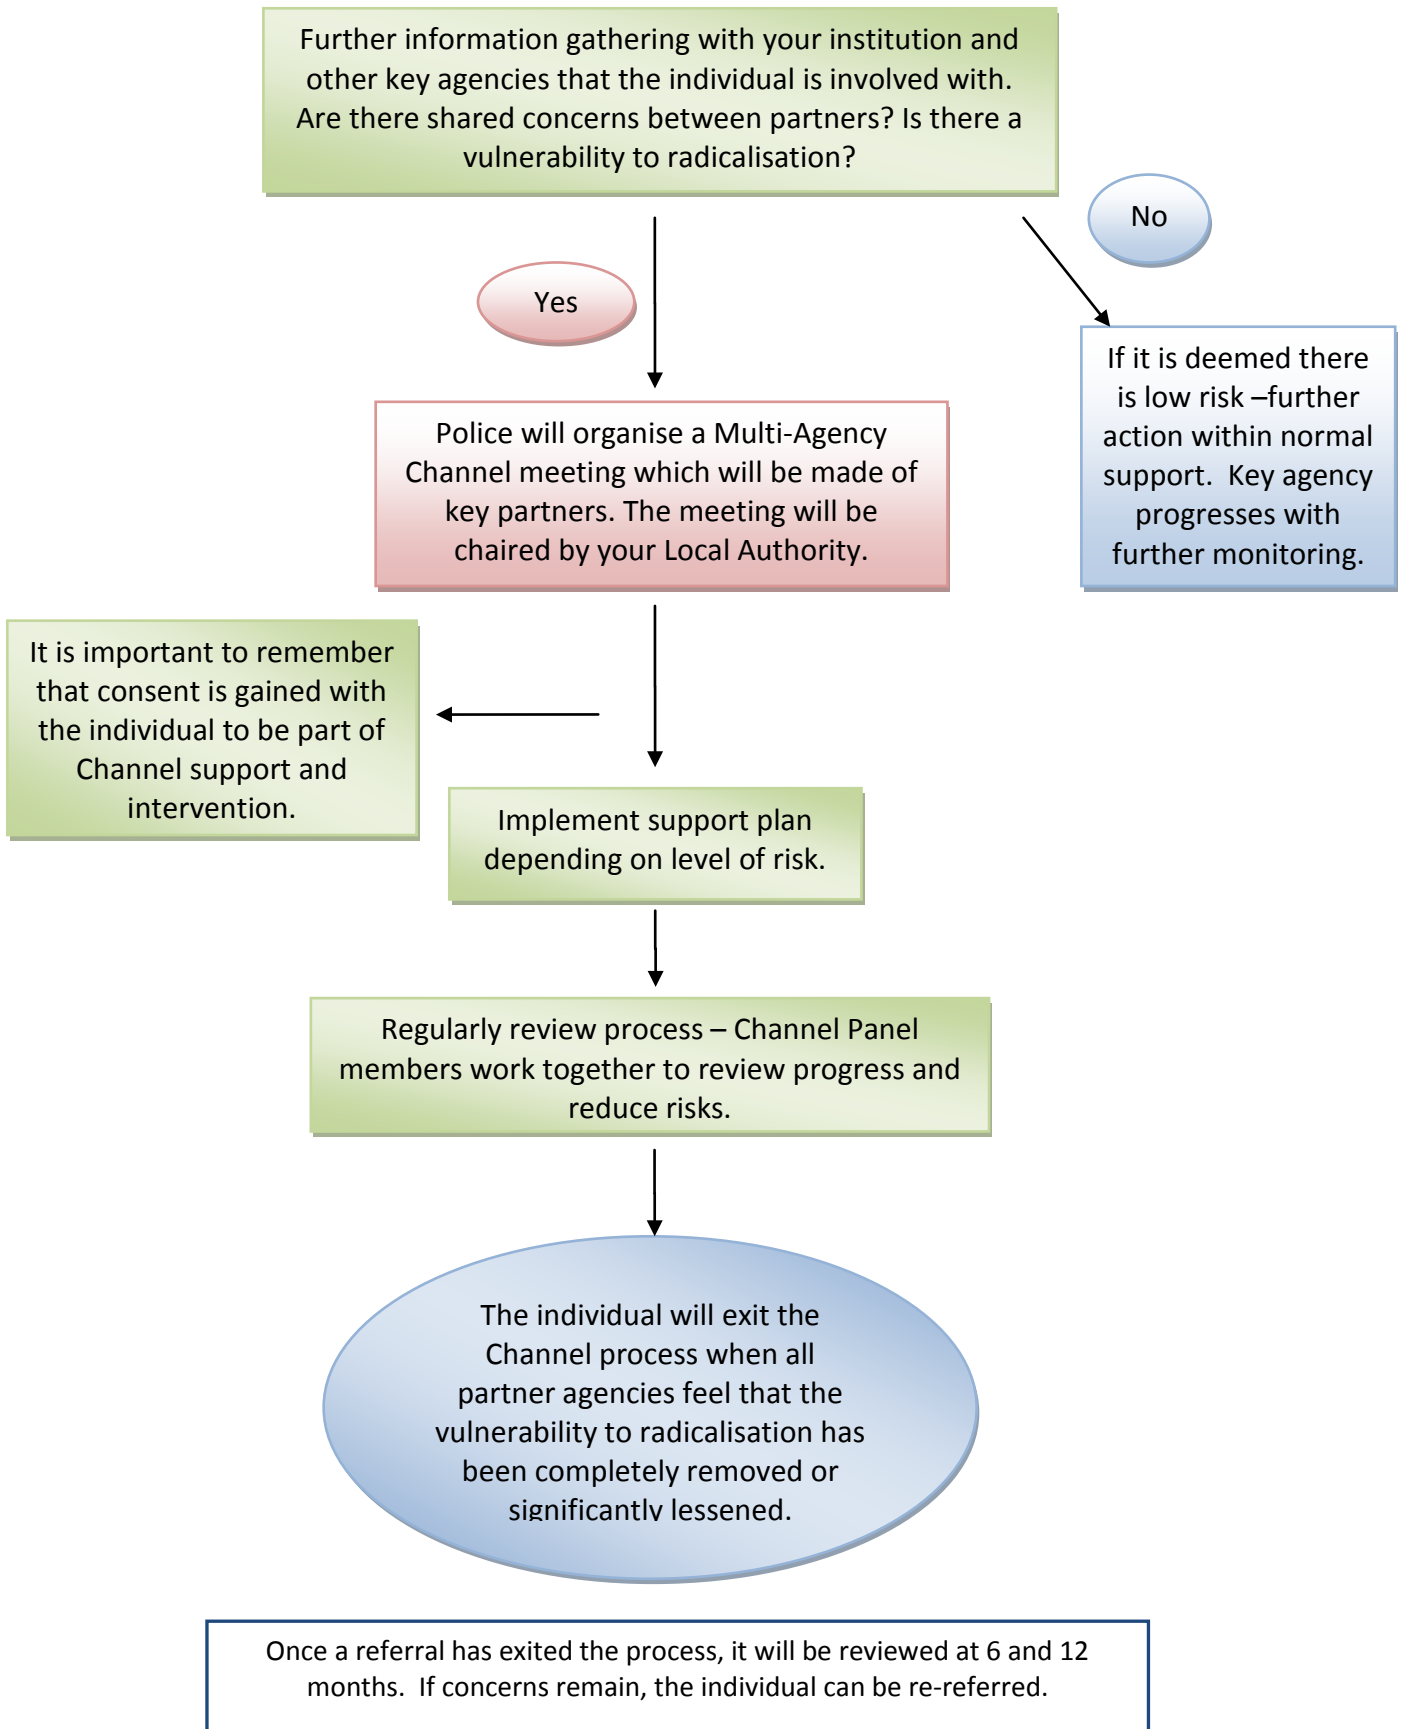 Further information gathering with your institution and
other key agencies that the individual is involved with.
Are there shared concerns between partners? Is there a
vulnerability to radicalisation?
No
Yes
If it is deemed there
is low risk –further
action within normal
support.  Key agency
progresses with
further monitoring.
Police will organise a Multi-Agency
Channel meeting which will be made of
key partners. The meeting will be
chaired by your Local Authority.
It is important to remember
that consent is gained with
the individual to be part of
Channel support and
intervention.
Implement support plan
depending on level of risk.
Regularly review process – Channel Panel
members work together to review progress and
reduce risks.
The individual will exit the
Channel process when all
partner agencies feel that the
vulnerability to radicalisation has
been completely removed or
significantly lessened.
Once a referral has exited the process, it will be reviewed at 6 and 12
months.  If concerns remain, the individual can be re-referred.